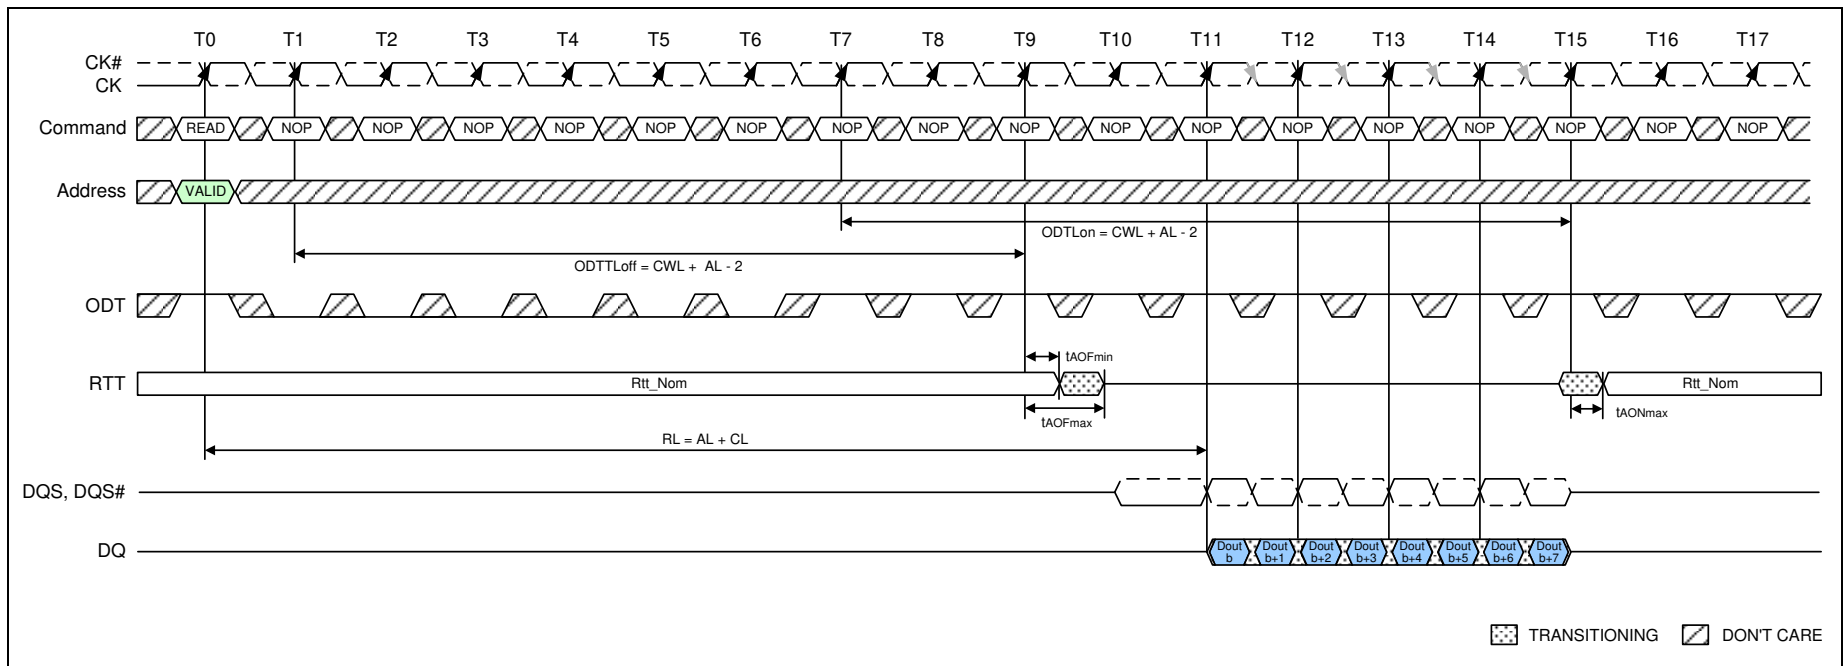 T0 T1 T2 T3 T4 T5 T6 T7 T8 T9 T10 T11 T12 T13 T14 T15 T16 T17
CK#
CK
Command READ NOP NOP NOP NOP NOP NOP NOP NOP NOP NOP NOP NOP NOP NOP NOP NOP NOP
Address VALID
ODTLon = CWL + AL - 2
ODTTLoff = CWL + AL - 2
ODT
tAOFmin
RTT Rtt_Nom Rtt_Nom
tAOFmax tAONmax
RL = AL + CL
DQS, DQS#
DQ Dout b Dout b+1 Dout b+2 Dout b+3 Dout b+4 Dout b+5 Dout b+6 Dout b+7
TRANSITIONING DON'T CARE